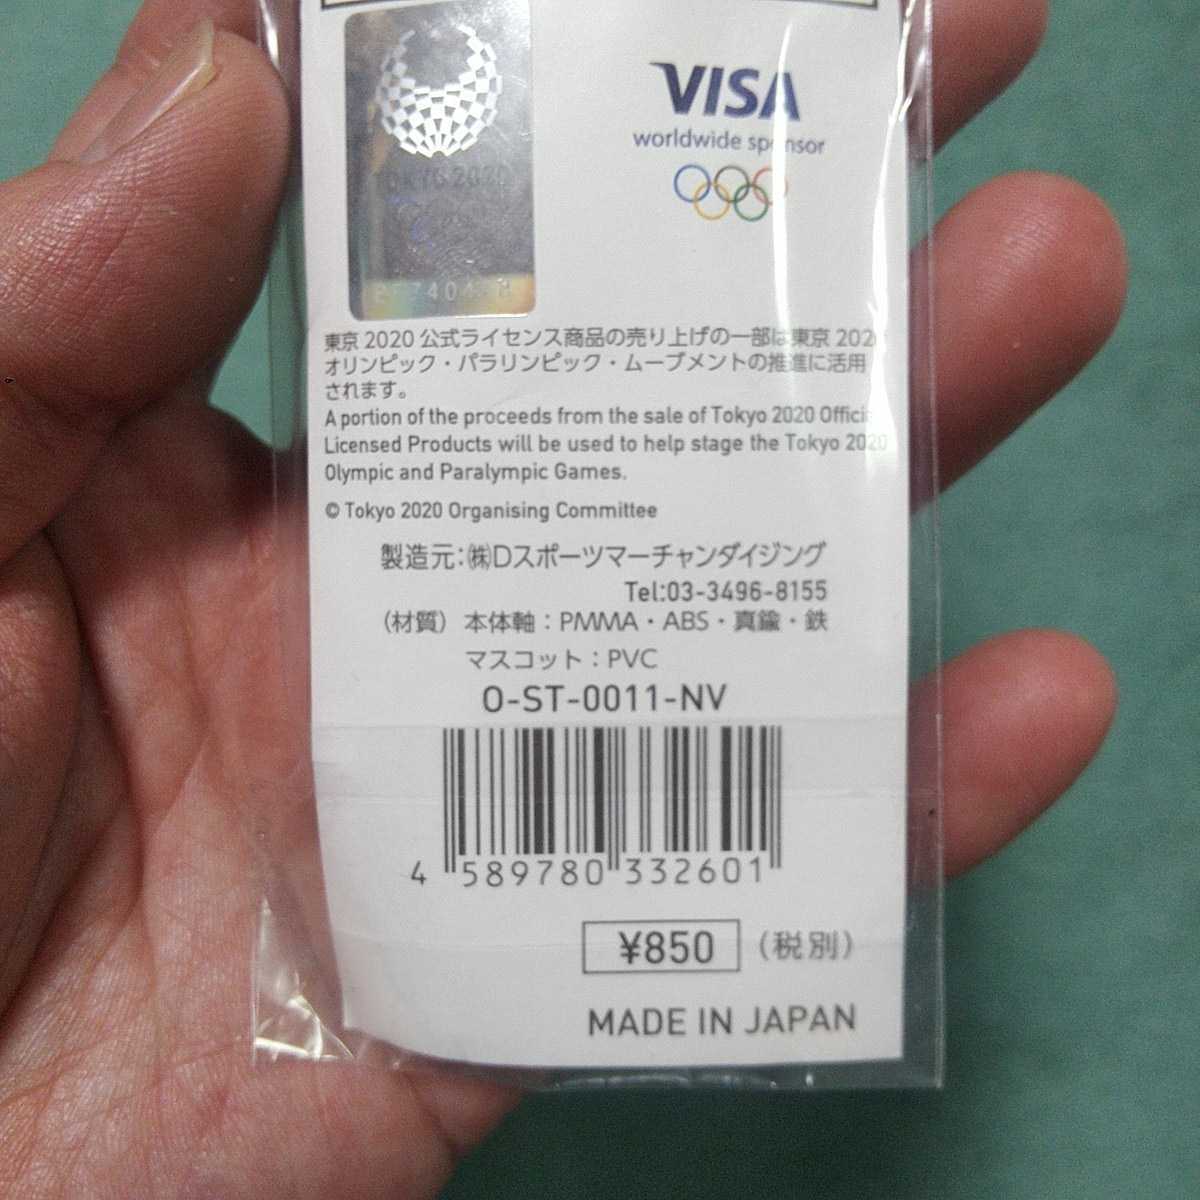 TOKYO 2020
VISA
worldwide sponsor
東京 2020 公式ライセンス商品の売り上げの一部は東京 202
オリンピック・パラリンピック・ムーブメントの推進に活用
されます。
A portion of the proceeds from the sale of Tokyo 2020 Offici
Licensed Products will be used to help stage the Tokyo 2020
Olympic and Paralympic Games.
© Tokyo 2020 Organising Committee
製造元:㈱Dスポーツマーチャンダイジング
Tel:03-3496-8155
(材質) 本体軸:PMMA・ABS・真鍮・鉄
マスコット:PVC
O-ST-0011-NV
4 589780 332601
¥850 (税別)
MADE IN JAPAN